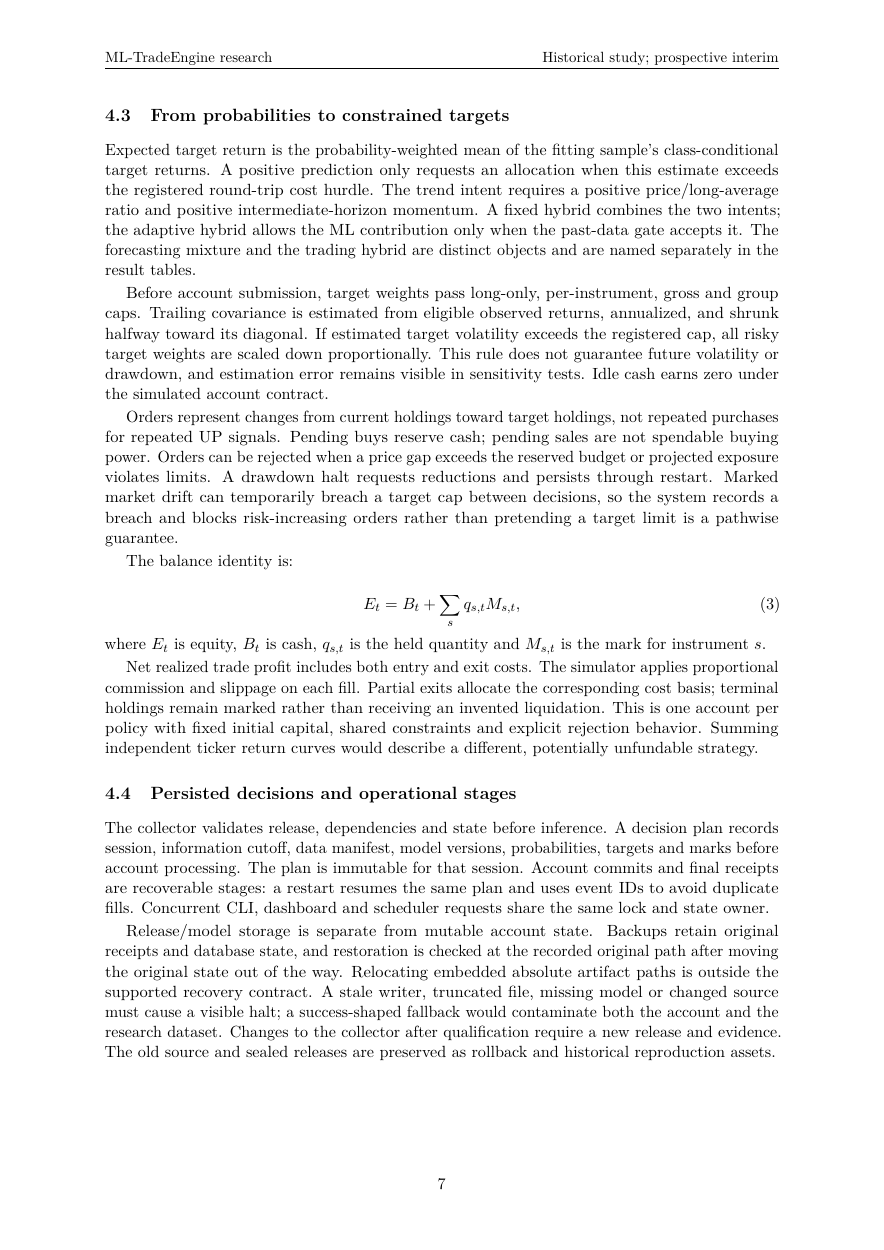 ML-TradeEngine research Historical study; prospective interim
4.3 From probabilities to constrained targets
Expected target return is the probability-weighted mean of the fitting sample's class-conditional
target returns. A positive prediction only requests an allocation when this estimate exceeds
the registered round-trip cost hurdle. The trend intent requires a positive price/long-average
ratio and positive intermediate-horizon momentum. A fixed hybrid combines the two intents;
the adaptive hybrid allows the ML contribution only when the past-data gate accepts it. The
forecasting mixture and the trading hybrid are distinct objects and are named separately in the
result tables.
Before account submission, target weights pass long-only, per-instrument, gross and group
caps. Trailing covariance is estimated from eligible observed returns, annualized, and shrunk
halfway toward its diagonal. If estimated target volatility exceeds the registered cap, all risky
target weights are scaled down proportionally. This rule does not guarantee future volatility or
drawdown, and estimation error remains visible in sensitivity tests. Idle cash earns zero under
the simulated account contract.
Orders represent changes from current holdings toward target holdings, not repeated purchases
for repeated UP signals. Pending buys reserve cash; pending sales are not spendable buying
power. Orders can be rejected when a price gap exceeds the reserved budget or projected exposure
violates limits. A drawdown halt requests reductions and persists through restart. Marked
market drift can temporarily breach a target cap between decisions, so the system records a
breach and blocks risk-increasing orders rather than pretending a target limit is a pathwise
guarantee.
The balance identity is:
E_t = B_t + ∑_s q_{s,t} M_{s,t}, (3)
where E_t is equity, B_t is cash, q_{s,t} is the held quantity and M_{s,t} is the mark for instrument s.
Net realized trade profit includes both entry and exit costs. The simulator applies proportional
commission and slippage on each fill. Partial exits allocate the corresponding cost basis; terminal
holdings remain marked rather than receiving an invented liquidation. This is one account per
policy with fixed initial capital, shared constraints and explicit rejection behavior. Summing
independent ticker return curves would describe a different, potentially unfundable strategy.
4.4 Persisted decisions and operational stages
The collector validates release, dependencies and state before inference. A decision plan records
session, information cutoff, data manifest, model versions, probabilities, targets and marks before
account processing. The plan is immutable for that session. Account commits and final receipts
are recoverable stages: a restart resumes the same plan and uses event IDs to avoid duplicate
fills. Concurrent CLI, dashboard and scheduler requests share the same lock and state owner.
Release/model storage is separate from mutable account state. Backups retain original
receipts and database state, and restoration is checked at the recorded original path after moving
the original state out of the way. Relocating embedded absolute artifact paths is outside the
supported recovery contract. A stale writer, truncated file, missing model or changed source
must cause a visible halt; a success-shaped fallback would contaminate both the account and the
research dataset. Changes to the collector after qualification require a new release and evidence.
The old source and sealed releases are preserved as rollback and historical reproduction assets.
7